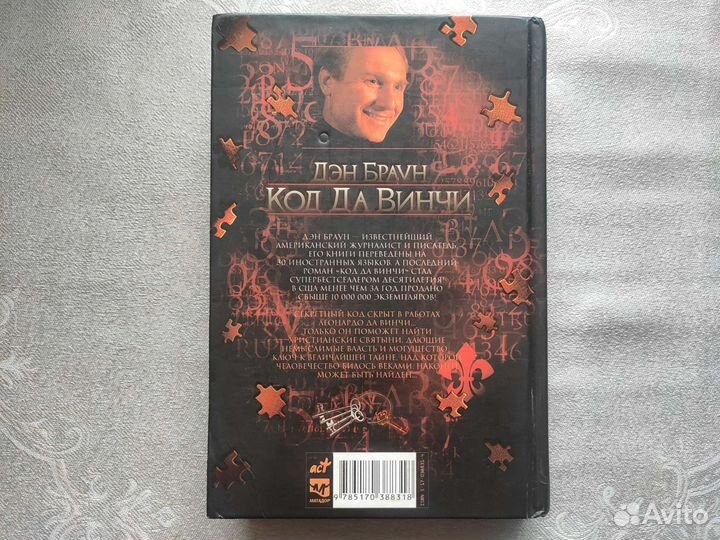 Дэн Браун
Код Да Винчи
Дэн Браун — известнейший
американский журналист и писатель.
Его книги переведены на
30 иностранных языков, а последний
роман «Код да Винчи» стал
супербестселлером десятилетия!
В США менее чем за год продано
свыше 10 000 000 экземпляров!
Секретный код скрыт в работах
Леонардо да Винчи...
Только он поможет найти
христианские святыни, дающие
немыслимые власть и могущество...
Ключ к величайшей тайне, над которой
человечество билось веками, наконец
может быть найден...
аст
МАТАДОР
9 785170 388318
Avito